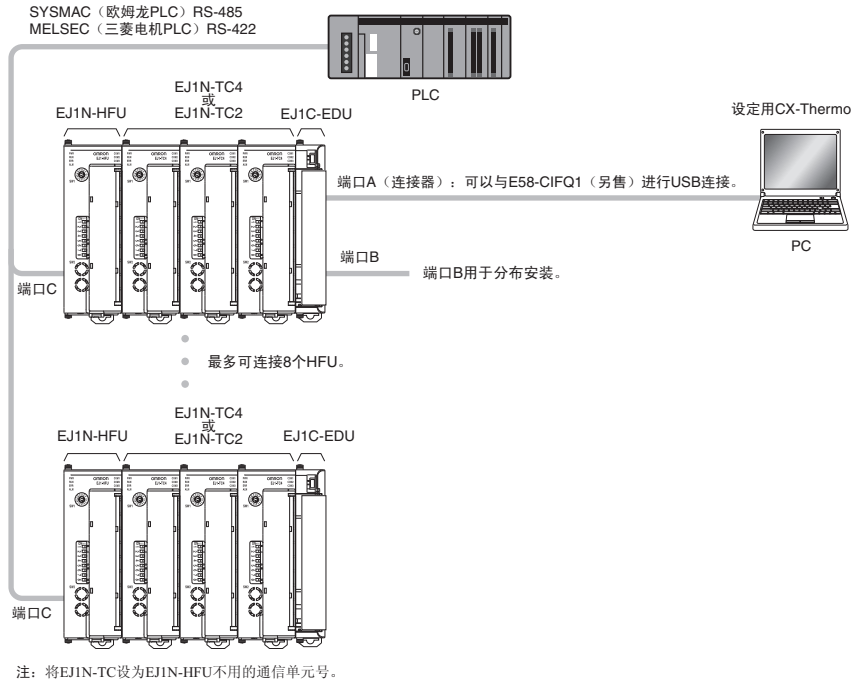 SYSMAC（欧姆龙PLC）RS-485
MELSEC（三菱电机PLC）RS-422
PLC
EJ1N-HFU
EJ1N-TC4
或
EJ1N-TC2
EJ1C-EDU
设定用CX-Thermo
端口A（连接器）：可以与E58-CIFQ1（另售）进行USB连接。
PC
端口B
端口B用于分布安装。
端口C
最多可连接8个HFU。
EJ1N-HFU
EJ1N-TC4
或
EJ1N-TC2
EJ1C-EDU
端口C
注：将EJ1N-TC设为EJ1N-HFU不用的通信单元号。